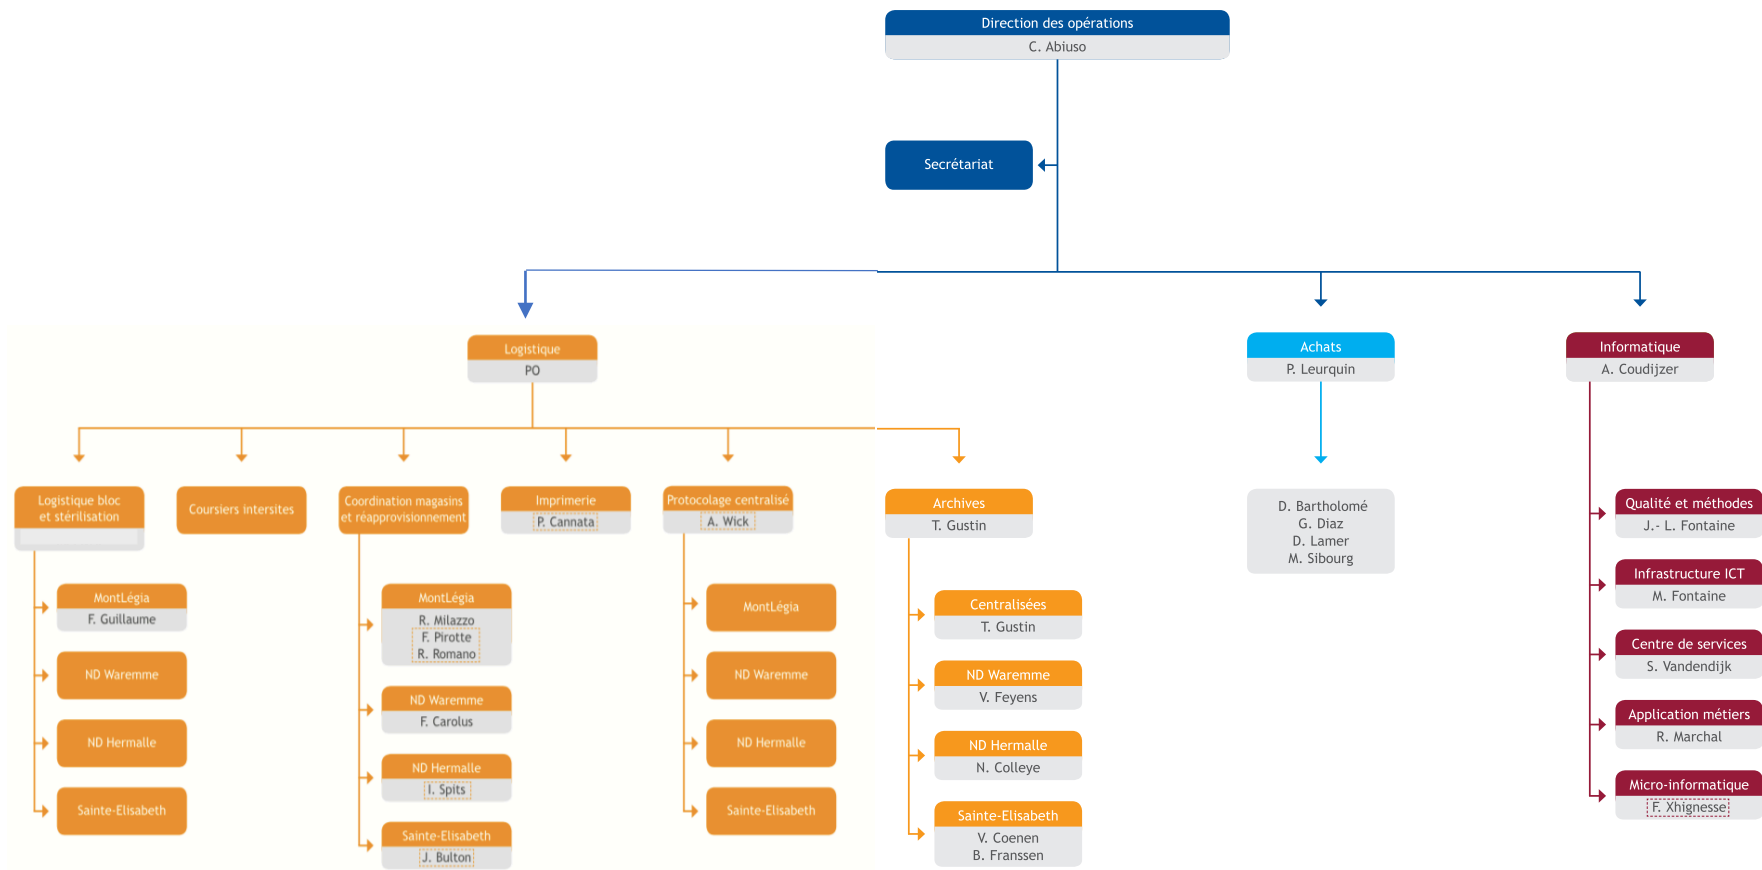 Direction des opérations
C. Abiuso
Secrétariat
Logistique
PO
Achats
P. Leurquin
Informatique
A. Coudijzer
Logistique bloc
et stérilisation
MontLégia
F. Guillaume
ND Waremme
ND Hermalle
Sainte-Elisabeth
Coursiers intersites
Coordination magasins
et réapprovisionnement
MontLégia
R. Milazzo
F. Pirotte
R. Romano
ND Waremme
F. Carolus
ND Hermalle
I. Spits
Sainte-Elisabeth
J. Bulton
Imprimerie
P. Cannata
Protocolage centralisé
A. Wick
MontLégia
ND Waremme
ND Hermalle
Sainte-Elisabeth
Archives
T. Gustin
Centralisées
T. Gustin
ND Waremme
V. Feyens
ND Hermalle
N. Colleye
Sainte-Elisabeth
V. Coenen
B. Franssen
D. Bartholomé
G. Diaz
D. Lamer
M. Sibourg
Qualité et méthodes
J.- L. Fontaine
Infrastructure ICT
M. Fontaine
Centre de services
S. Vandendijk
Application métiers
R. Marchal
Micro-informatique
F. Xhignesse